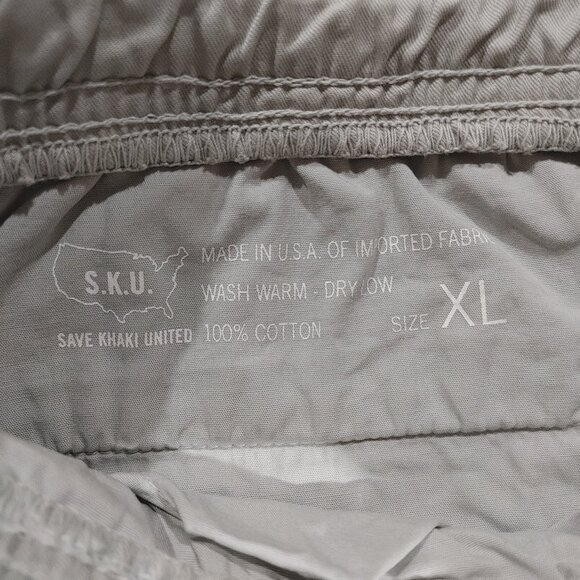 S.K.U.
SAVE KHAKI UNITED
MADE IN U.S.A. OF IMPORTED FABRIC
WASH WARM - DRY LOW
100% COTTON
SIZE XL